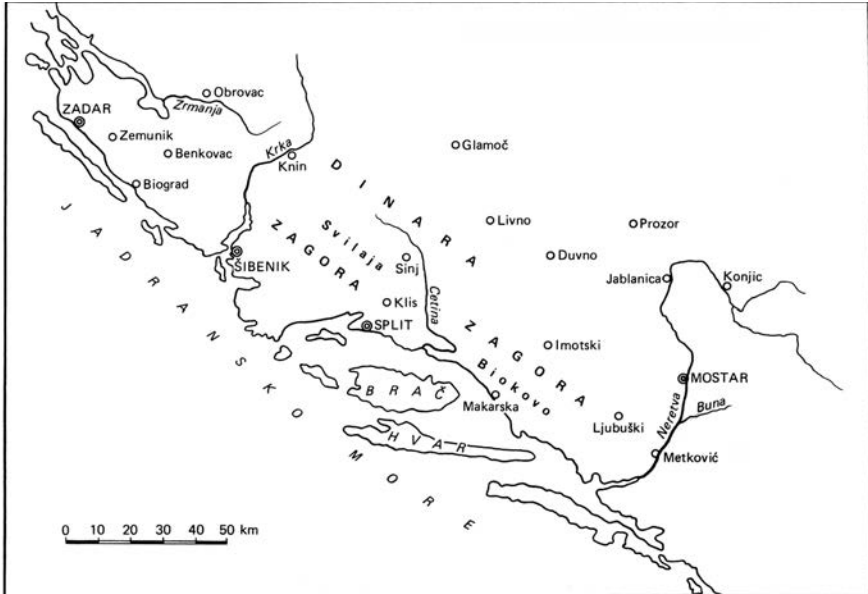 Obrovac
Zrmanja
ZADAR
Zemunik
Benkovac
Krka
Knin
Glamoč
Biograd
DINARA
JADRANSKO MORE
ZAGORA
Svilaja
Livno
Prozor
ŠIBENIK
Sinj
Duvno
Cetina
Jablanica
Konjic
Klis
SPLIT
ZAGORA
Biokovo
Imotski
BRAČ
Makarska
MOSTAR
Buna
Neretva
Ljubuški
HVAR
Metković
0 10 20 30 40 50 km